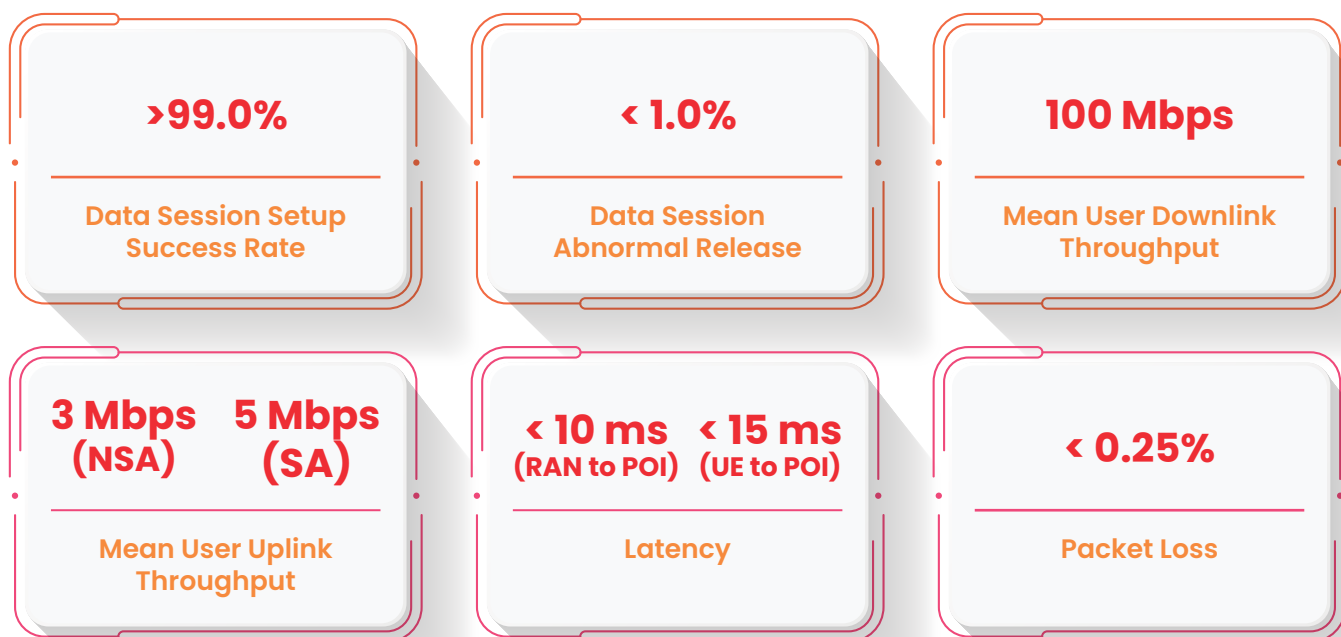 >99.0%
Data Session Setup
Success Rate
< 1.0%
Data Session
Abnormal Release
100 Mbps
Mean User Downlink
Throughput
3 Mbps
(NSA)
5 Mbps
(SA)
Mean User Uplink
Throughput
< 10 ms
(RAN to POI)
< 15 ms
(UE to POI)
Latency
< 0.25%
Packet Loss